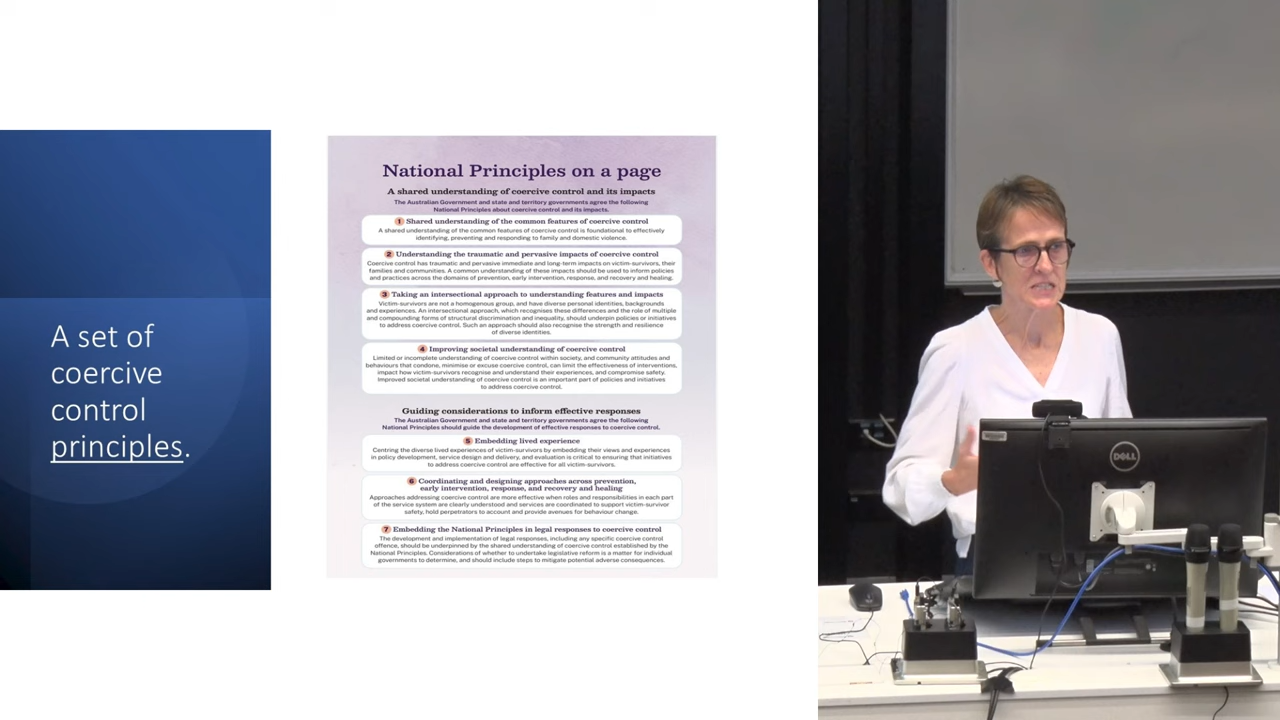 A set of
coercive
control
principles.
National Principles on a page
A shared understanding of coercive control and its impacts
The Australian Government and state and territory governments agree the following
National Principles about coercive control and its impacts.
1 Shared understanding of the common features of coercive control
A shared understanding of the common features of coercive control is foundational to effectively
identifying, preventing and responding to family and domestic violence.
2 Understanding the traumatic and pervasive impacts of coercive control
Coercive control has traumatic and pervasive immediate and long-term impacts on victim-survivors, their
families and communities. A common understanding of these impacts should be used to inform policies
and practices across the domains of prevention, early intervention, response, and recovery and healing.
3 Taking an intersectional approach to understanding features and impacts
Victim-survivors are not a homogenous group, and have diverse personal identities, backgrounds
and experiences. An intersectional approach, which recognises these differences and the role of multiple
and compounding forms of structural discrimination and inequality, should underpin policies or initiatives
to address coercive control. Such an approach should also recognise the strength and resilience
of diverse identities.
4 Improving societal understanding of coercive control
Limited or incomplete understanding of coercive control within society, and community attitudes and
behaviours that condone, minimise or excuse coercive control, can limit the effectiveness of interventions,
impact how victim-survivors recognise and understand their experiences, and compromise safety.
Improved societal understanding of coercive control is an important part of policies and initiatives
to address coercive control.
Guiding considerations to inform effective responses
The Australian Government and state and territory governments agree the following
National Principles should guide the development of effective responses to coercive control.
5 Embedding lived experience
Centring the diverse lived experiences of victim-survivors by embedding their views and experiences
in policy development, service design and delivery, and evaluation is critical to ensuring that initiatives
to address coercive control are effective for all victim-survivors.
6 Coordinating and designing approaches across prevention,
early intervention, response, and recovery and healing
Approaches addressing coercive control are more effective when roles and responsibilities in each part
of the service system are clearly understood and services are coordinated to support victim-survivor
safety, hold perpetrators to account and provide avenues for behaviour change.
7 Embedding the National Principles in legal responses to coercive control
The development and implementation of legal responses, including any specific coercive control
offence, should be underpinned by the shared understanding of coercive control established by the
National Principles. Considerations of whether to undertake legislative reform is a matter for individual
governments to determine, and should include steps to mitigate potential adverse consequences.
DELL